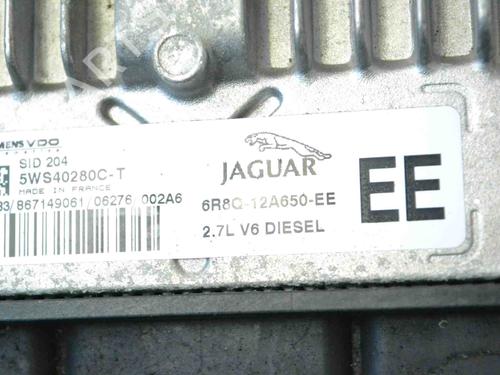 MENS VDO
SID 204
5WS40280C-T
MADE IN FRANCE
867149061/06276 002A6
JAGUAR
6R8Q-12A650-EE
2.7L V6 DIESEL
EE